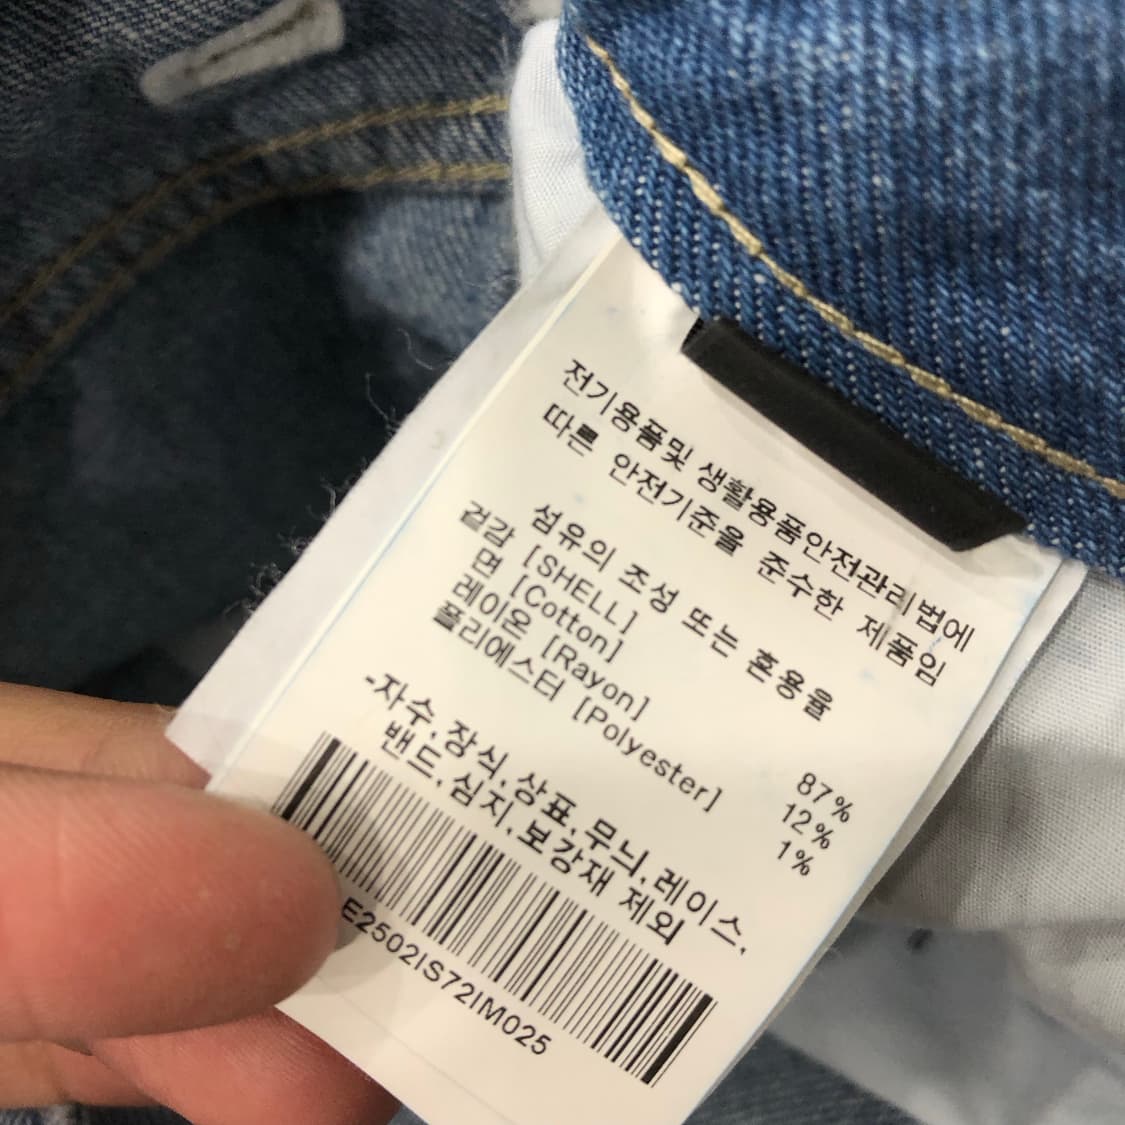 전기용품및 생활용품안전관리법에
따른 안전기준을 준수한 제품임
섬유의 조성 또는 혼용율
겉감 [SHELL]
면 [Cotton] 87%
레이온 [Rayon] 12%
폴리에스터 [Polyester] 1%
-자수.장식.상표.무늬.레이스.
밴드.심지.보강재 제외
E2502IS72IM025